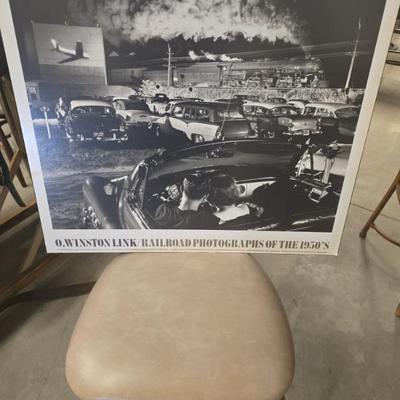 O.WINSTON LINK/RAILROAD PHOTOGRAPHS OF THE 1950'S